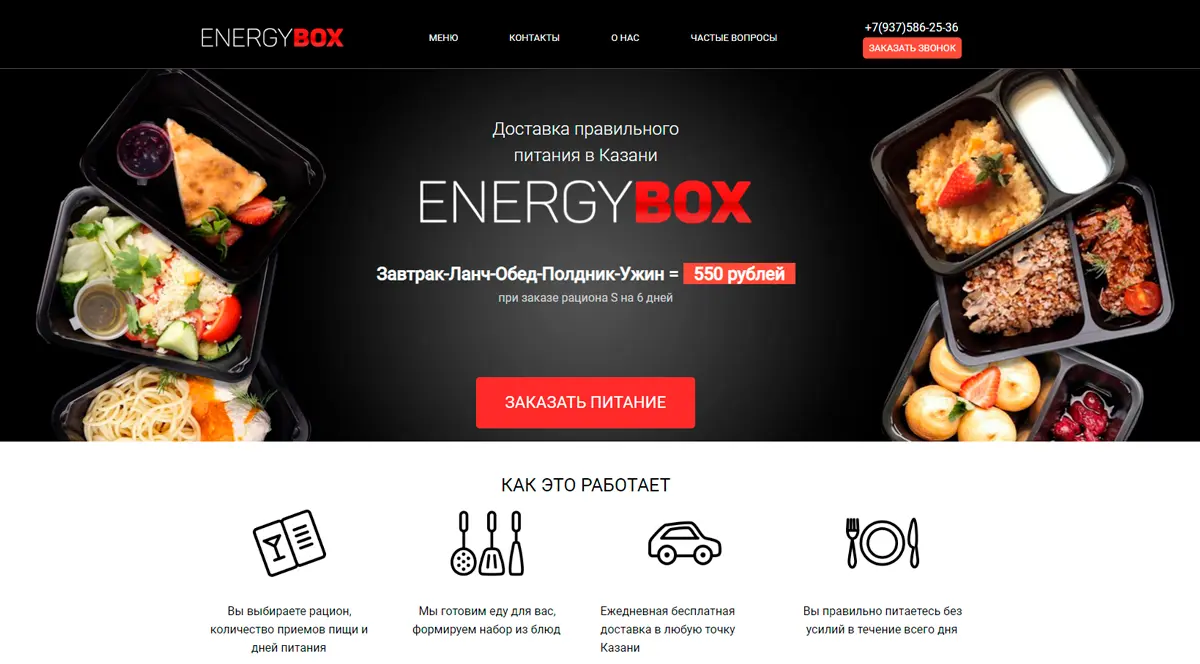 ENERGYBOX
МЕНЮ
КОНТАКТЫ
О НАС
ЧАСТЫЕ ВОПРОСЫ
+7(937)586-25-36
ЗАКАЗАТЬ ЗВОНОК
Доставка правильного
питания в Казани
ENERGYBOX
Завтрак-Ланч-Обед-Полдник-Ужин = 550 рублей
при заказе рациона S на 6 дней
ЗАКАЗАТЬ ПИТАНИЕ
КАК ЭТО РАБОТАЕТ
Вы выбираете рацион,
количество приемов пищи и
дней питания
Мы готовим еду для вас,
формируем набор из блюд
Ежедневная бесплатная
доставка в любую точку
Казани
Вы правильно питаетесь без
усилий в течение всего дня